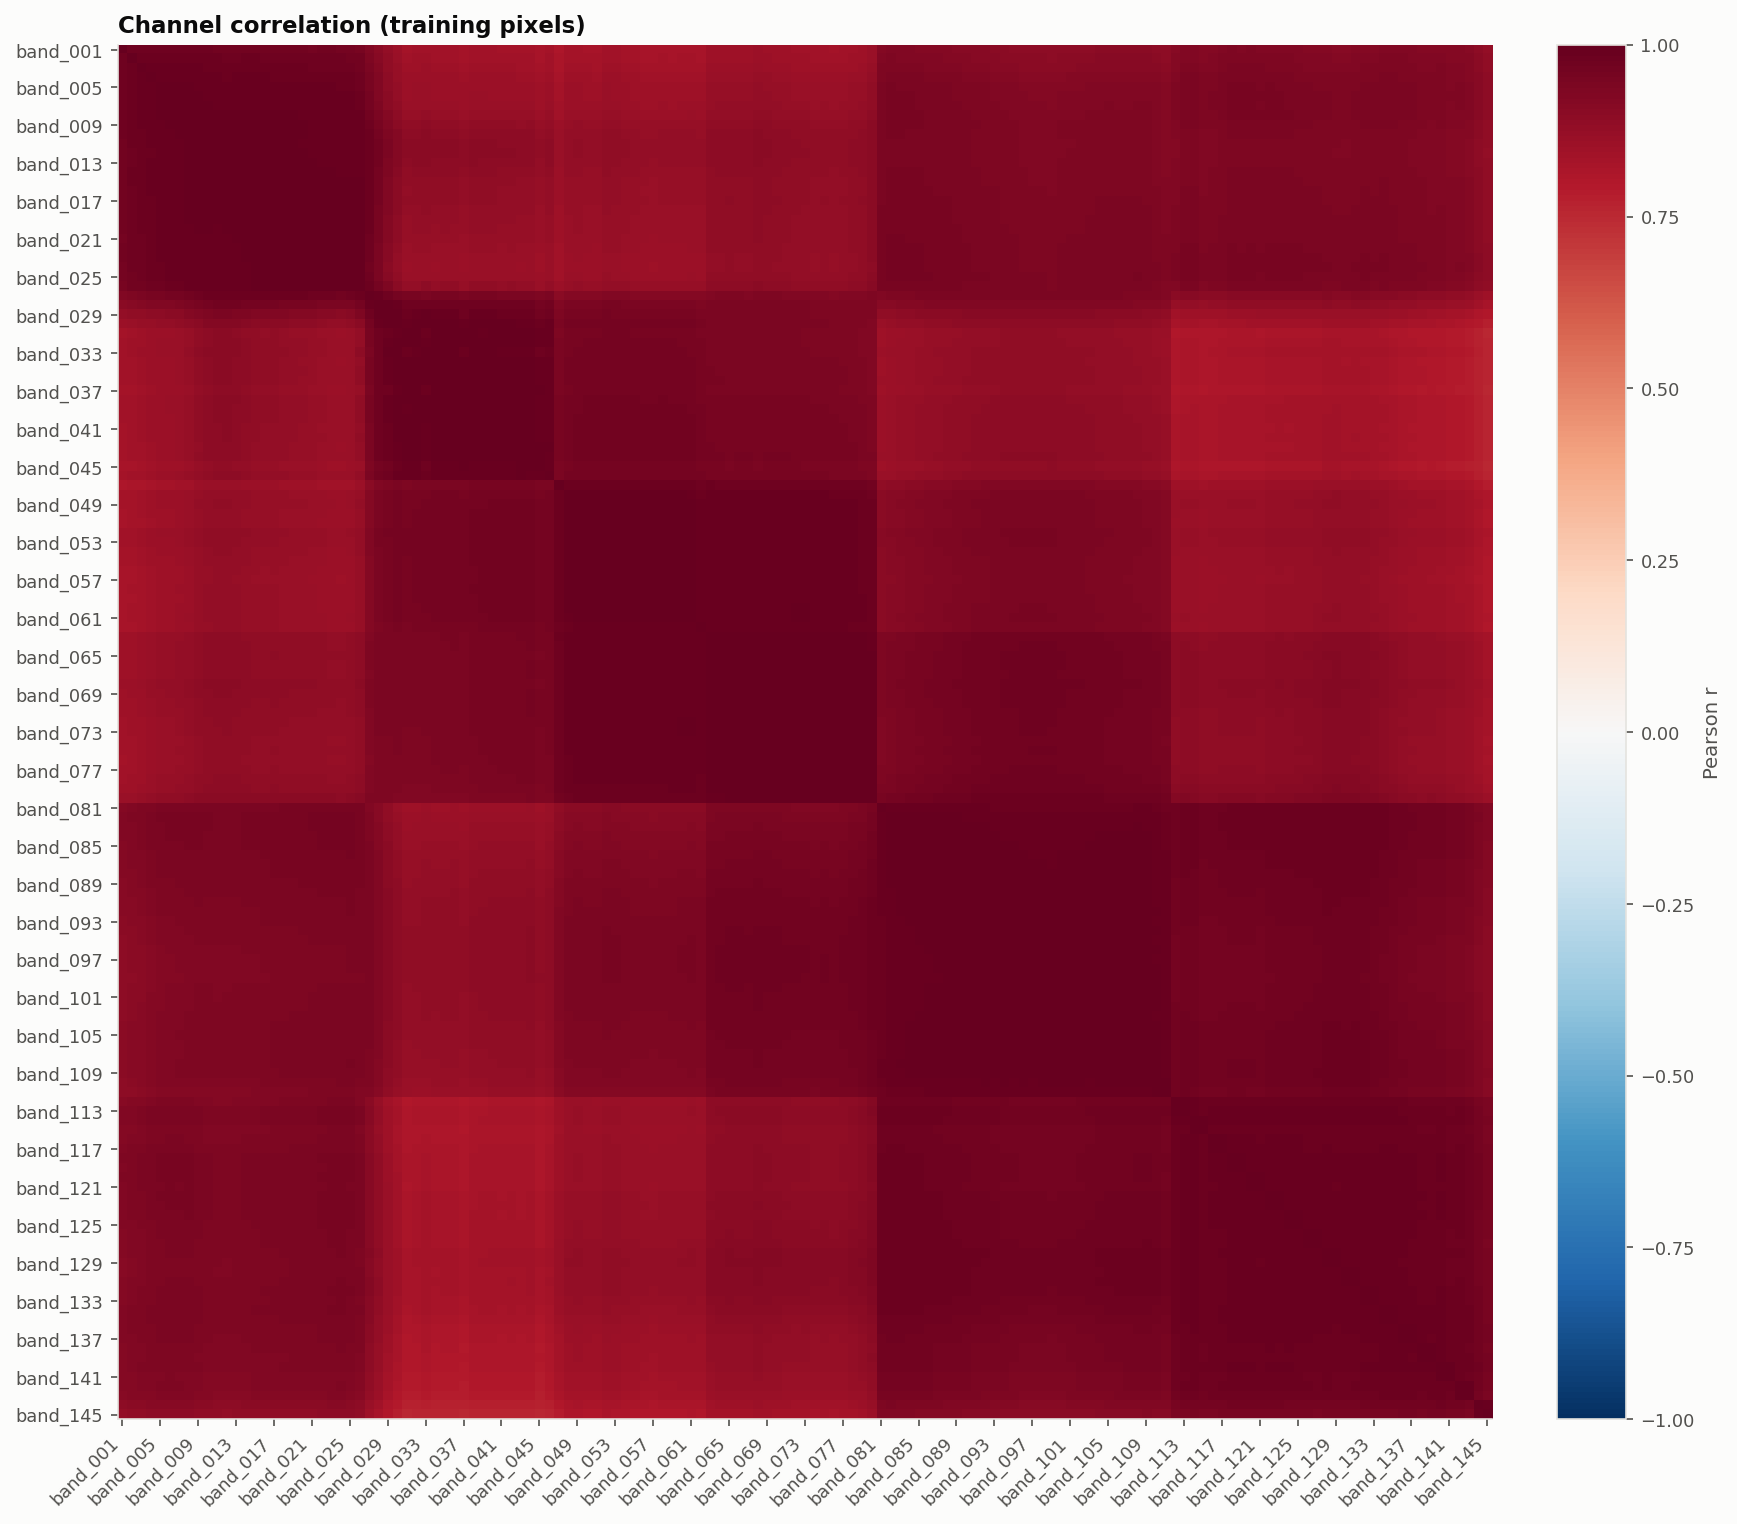 Channel correlation (training pixels)
band_001
band_005
band_009
band_013
band_017
band_021
band_025
band_029
band_033
band_037
band_041
band_045
band_049
band_053
band_057
band_061
band_065
band_069
band_073
band_077
band_081
band_085
band_089
band_093
band_097
band_101
band_105
band_109
band_113
band_117
band_121
band_125
band_129
band_133
band_137
band_141
band_145
band_001
band_005
band_009
band_013
band_017
band_021
band_025
band_029
band_033
band_037
band_041
band_045
band_049
band_053
band_057
band_061
band_065
band_069
band_073
band_077
band_081
band_085
band_089
band_093
band_097
band_101
band_105
band_109
band_113
band_117
band_121
band_125
band_129
band_133
band_137
band_141
band_145
1.00
0.75
0.50
0.25
0.00
−0.25
−0.50
−0.75
−1.00
Pearson r